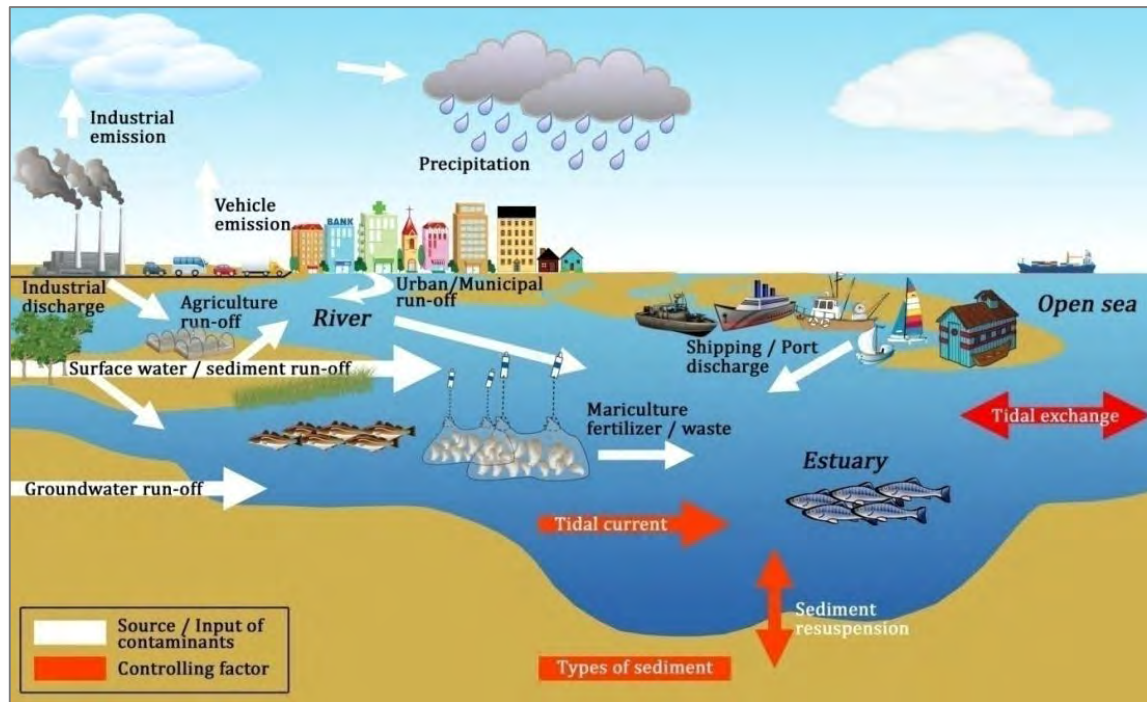 Industrial
emission
Precipitation
Vehicle
emission
BANK
Industrial
discharge
Agriculture
run-off
Urban/Municipal
run-off
River
Open sea
Shipping / Port
discharge
Surface water / sediment run-off
Mariculture
fertilizer / waste
Tidal exchange
Estuary
Groundwater run-off
Tidal current
Sediment
resuspension
Source / Input of
contaminants
Controlling factor
Types of sediment